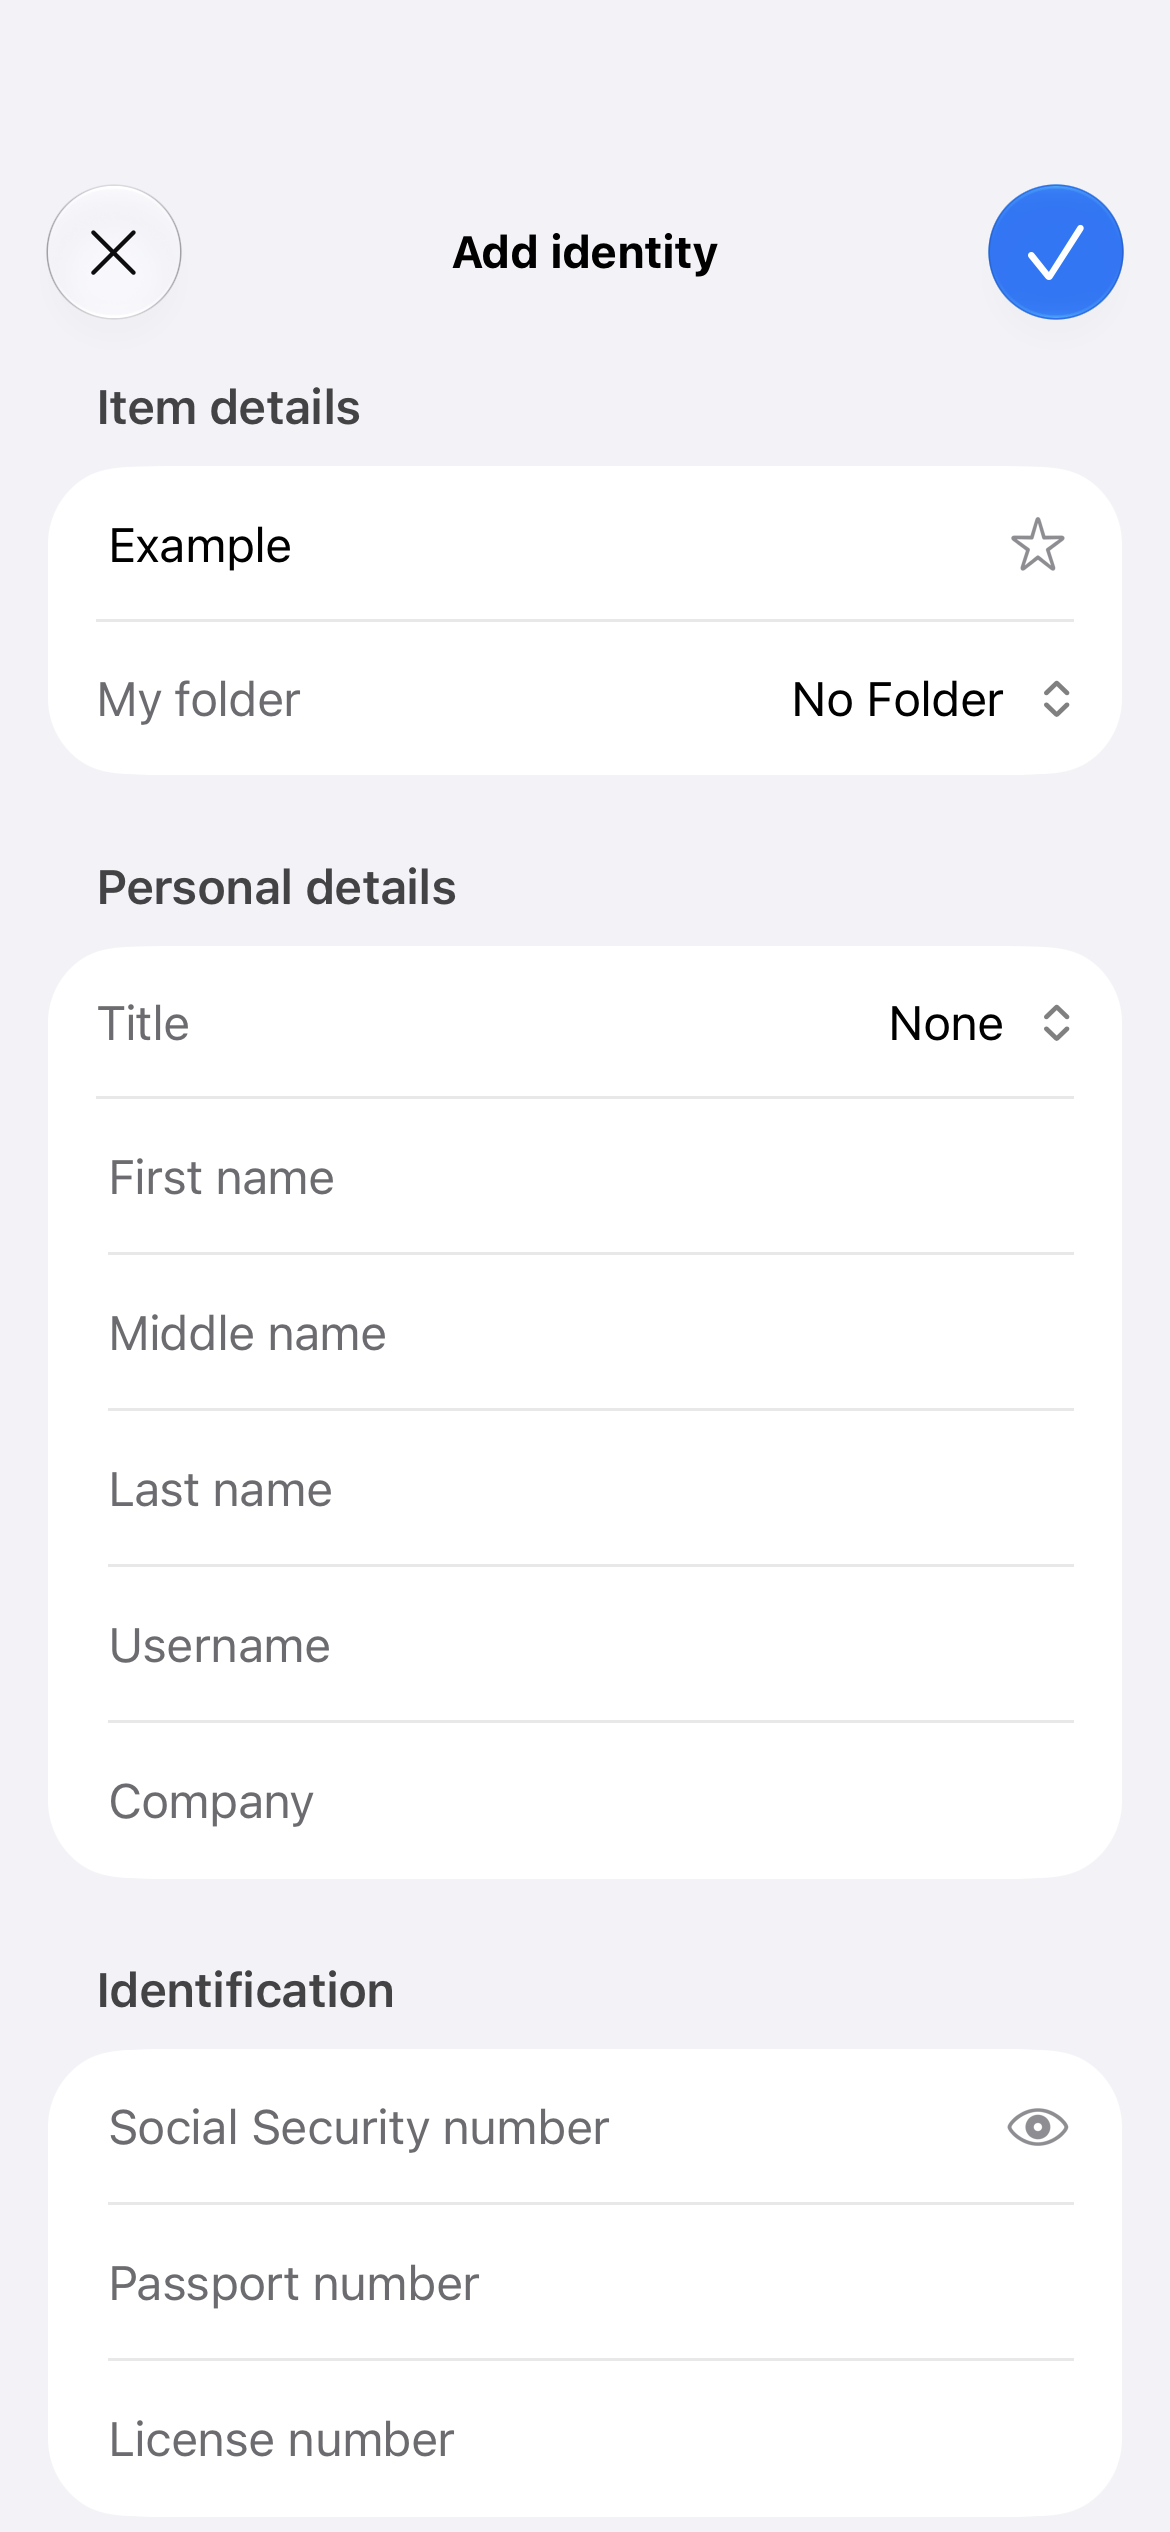 Add identity
Item details
Example
My folder No Folder
Personal details
Title None
First name
Middle name
Last name
Username
Company
Identification
Social Security number
Passport number
License number